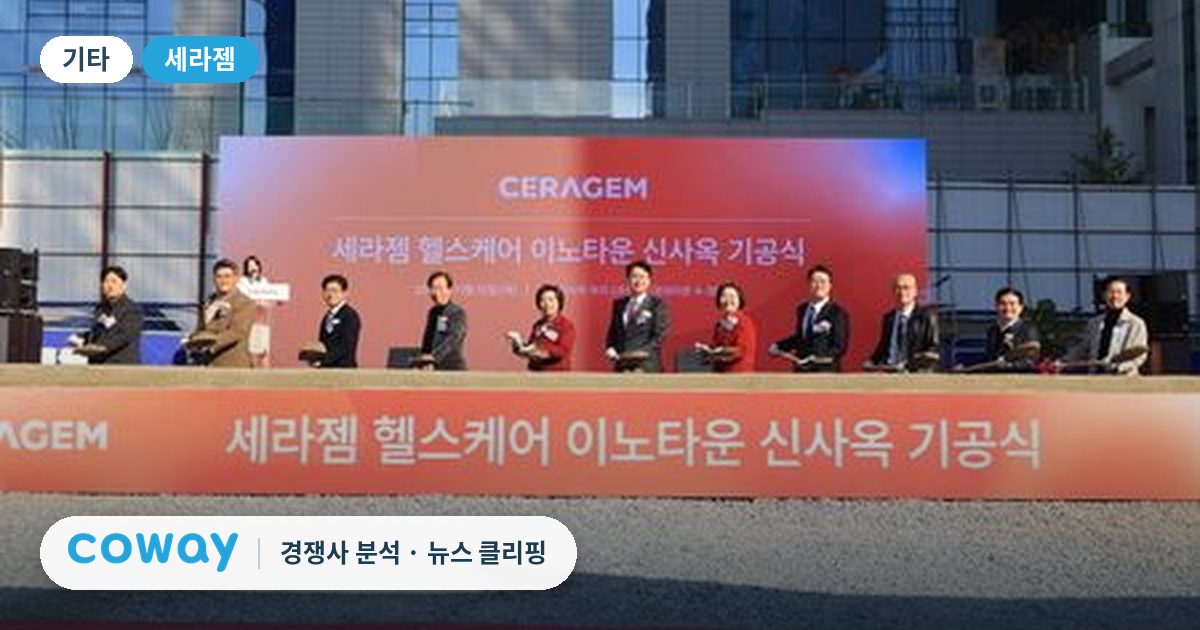 기타
세라젬
CERAGEM
세라젬 헬스케어 이노타운 신사옥 기공식
AGEM
세라젬 헬스케어 이노타운 신사옥 기공식
coway
경쟁사 분석 · 뉴스 클리핑